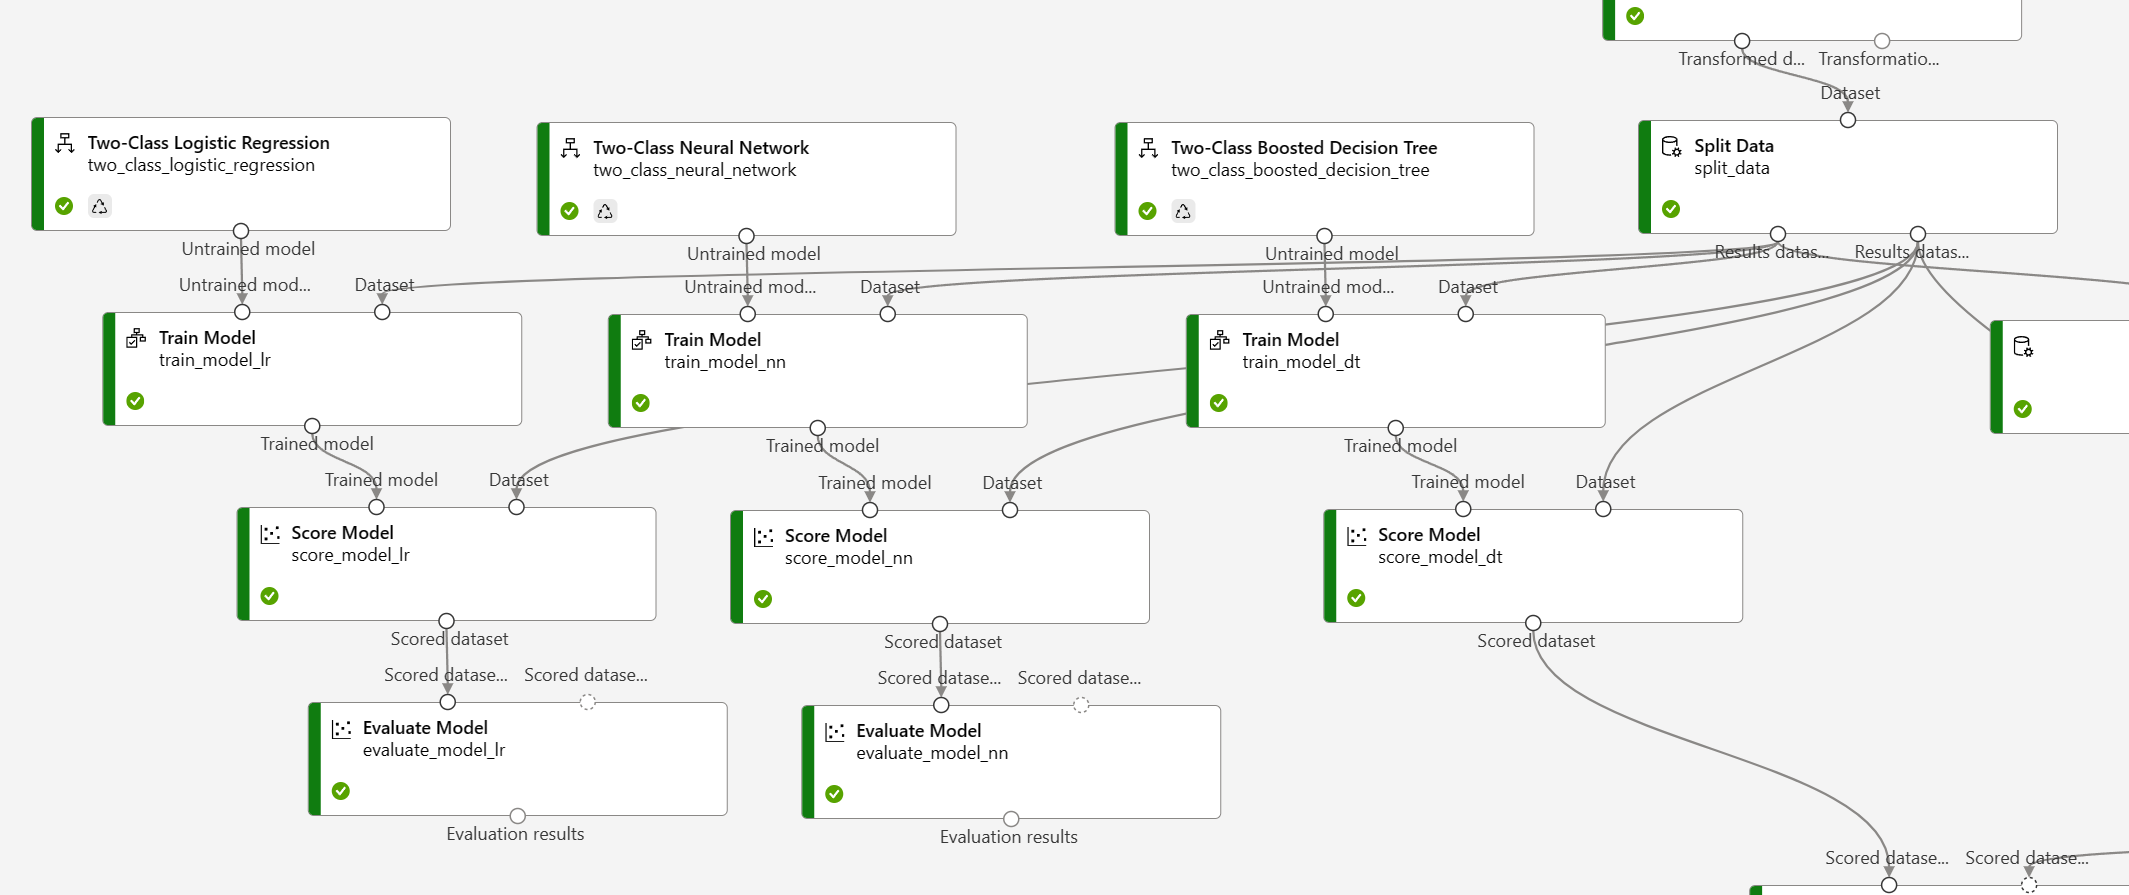 Transformed d...
Transformatio...
Dataset
Two-Class Logistic Regression
two_class_logistic_regression
Untrained model
Two-Class Neural Network
two_class_neural_network
Untrained model
Two-Class Boosted Decision Tree
two_class_boosted_decision_tree
Untrained model
Split Data
split_data
Results datas...
Results datas...
Untrained mod...
Dataset
Untrained mod...
Dataset
Untrained mod...
Dataset
Train Model
train_model_lr
Trained model
Train Model
train_model_nn
Trained model
Train Model
train_model_dt
Trained model
Trained model
Dataset
Trained model
Dataset
Trained model
Dataset
Score Model
score_model_lr
Scored dataset
Score Model
score_model_nn
Scored dataset
Score Model
score_model_dt
Scored dataset
Scored datase...
Scored datase...
Scored datase...
Scored datase...
Evaluate Model
evaluate_model_lr
Evaluation results
Evaluate Model
evaluate_model_nn
Evaluation results
Scored datase...
Scored datase...